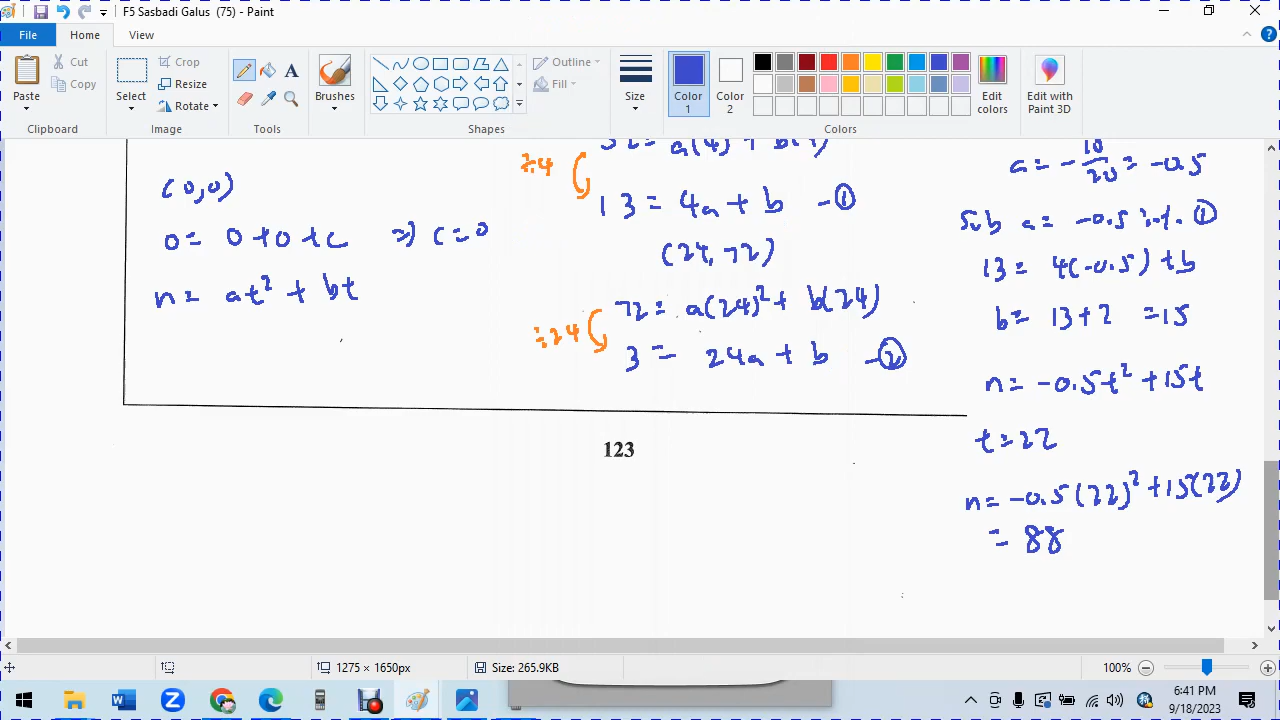 F5 Sasbadi Galus (75) - Paint
File Home View
Paste Cut Copy Clipboard
Select Crop Resize Rotate Image
Tools
Brushes
Outline Fill Shapes
Size
Color 1 Color 2 Edit colors Colors
Edit with Paint 3D
(0,0)
0 = 0 + 0 + c ⇒ c = 0
n = at² + bt
÷4
13 = 4a + b - ①
(24, 72)
72 = a(24)² + b(24)
÷24
3 = 24a + b - ②
123
a = -10/20 = -0.5
Sub a = -0.5 into ①
13 = 4(-0.5) + b
b = 13 + 2 = 15
n = -0.5t² + 15t
t = 22
n = -0.5(22)² + 15(22)
= 88
1275 × 1650px Size: 265.9KB 100%
6:41 PM
9/18/2023